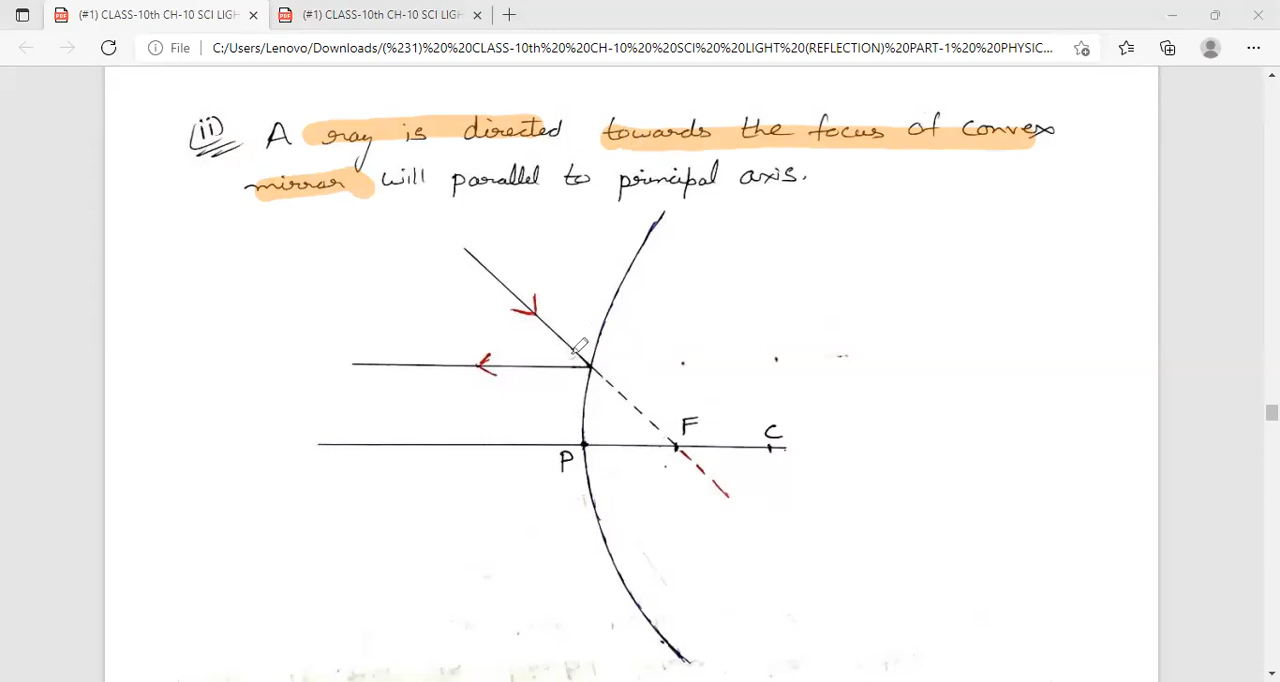 (#1) CLASS-10th CH-10 SCI LIGH
(#1) CLASS-10th CH-10 SCI LIGH
File
C:/Users/Lenovo/Downloads/(%231)%20%20CLASS-10th%20%20CH-10%20%20SCI%20%20LIGHT%20(REFLECTION)%20PART-1%20%20PHYSIC...
(ii) A ray is directed towards the focus of convex
mirror will parallel to principal axis.
F
C
P